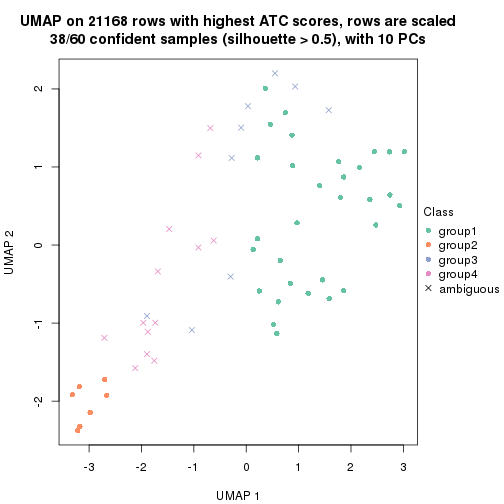 UMAP on 21168 rows with highest ATC scores, rows are scaled
38/60 confident samples (silhouette > 0.5), with 10 PCs
2
1
0
-1
-2
UMAP 2
-3
-2
-1
0
1
2
3
UMAP 1
Class
group1
group2
group3
group4
ambiguous